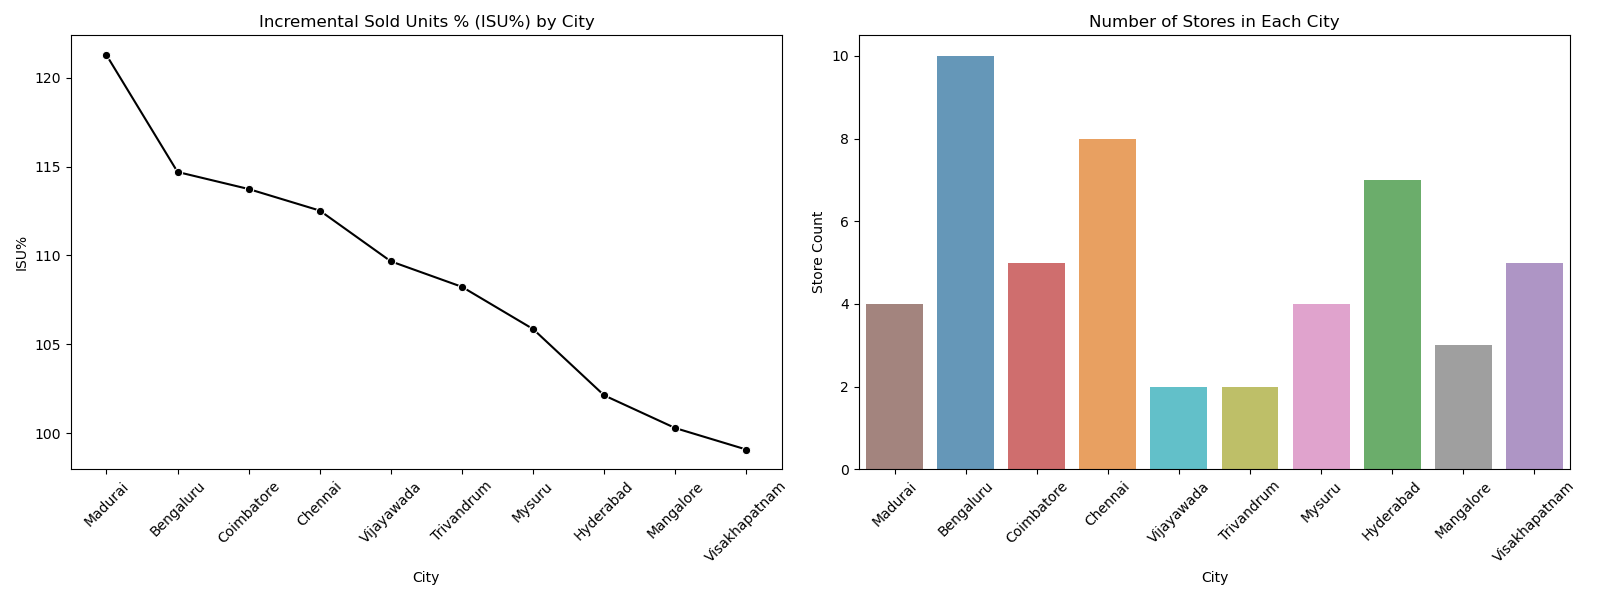 Incremental Sold Units % (ISU%) by City
ISU%
120
115
110
105
100
Madurai
Bengaluru
Coimbatore
Chennai
Vijayawada
Trivandrum
Mysuru
Hyderabad
Mangalore
Visakhapatnam
City
Number of Stores in Each City
Store Count
10
8
6
4
2
0
Madurai
Bengaluru
Coimbatore
Chennai
Vijayawada
Trivandrum
Mysuru
Hyderabad
Mangalore
Visakhapatnam
City